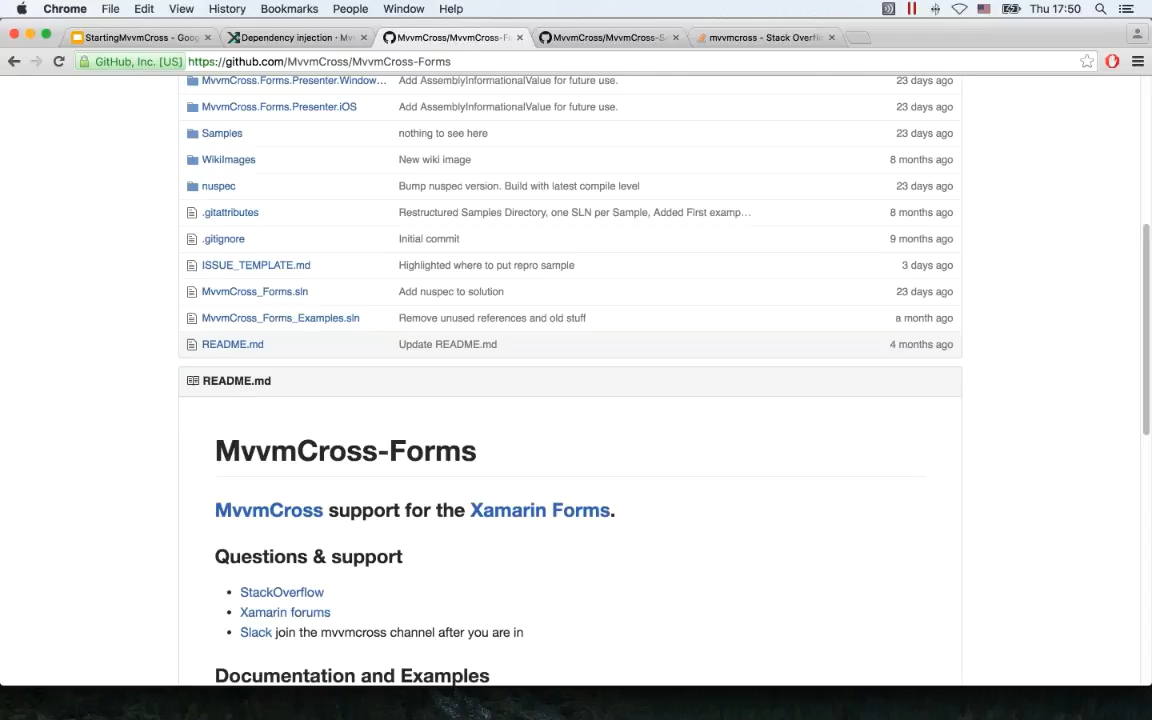 Chrome File Edit View History Bookmarks People Window Help Thu 17:50
StartingMvvmCross - Goog Dependency injection · Mv MvvmCross/MvvmCross-F MvvmCross/MvvmCross-S mvvmcross - Stack Overfl
GitHub, Inc. [US] https://github.com/MvvmCross/MvvmCross-Forms
MvvmCross.Forms.Presenter.Window… Add AssemblyInformationalValue for future use. 23 days ago
MvvmCross.Forms.Presenter.iOS Add AssemblyInformationalValue for future use. 23 days ago
Samples nothing to see here 23 days ago
WikiImages New wiki image 8 months ago
nuspec Bump nuspec version. Build with latest compile level 23 days ago
.gitattributes Restructured Samples Directory, one SLN per Sample, Added First examp… 8 months ago
.gitignore Initial commit 9 months ago
ISSUE_TEMPLATE.md Highlighted where to put repro sample 3 days ago
MvvmCross_Forms.sln Add nuspec to solution 23 days ago
MvvmCross_Forms_Examples.sln Remove unused references and old stuff a month ago
README.md Update README.md 4 months ago
README.md
MvvmCross-Forms
MvvmCross support for the Xamarin Forms.
Questions & support
• StackOverflow
• Xamarin forums
• Slack join the mvvmcross channel after you are in
Documentation and Examples